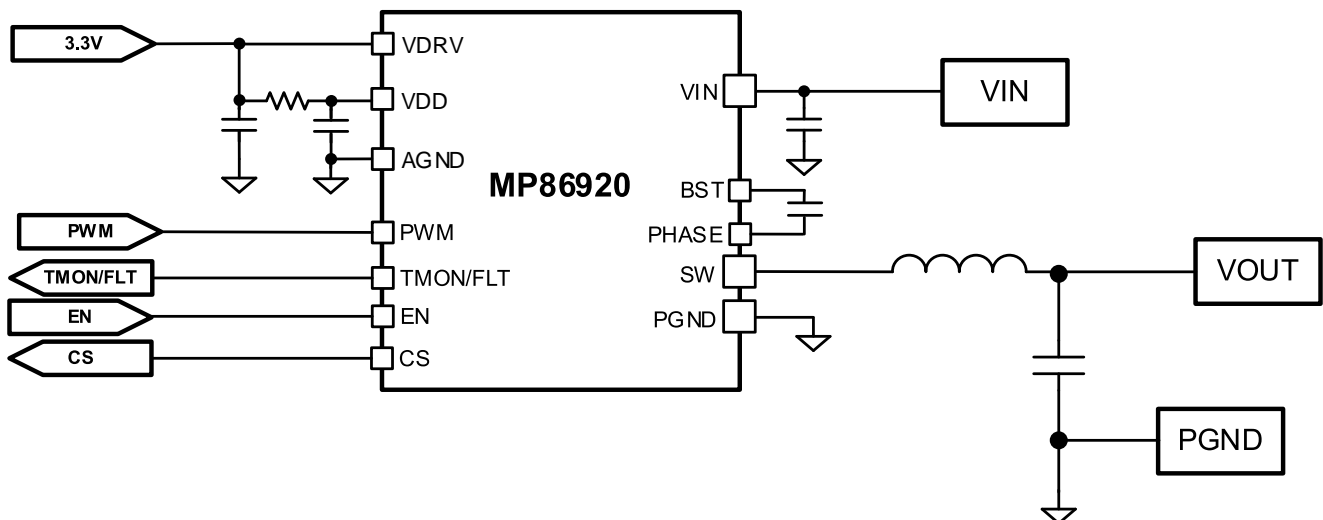 3.3V
VDRV
VDD
AGND
PWM
PWM
TMON/FLT
TMON/FLT
EN
EN
CS
CS
MP86920
VIN
VIN
BST
PHASE
SW
PGND
VOUT
PGND